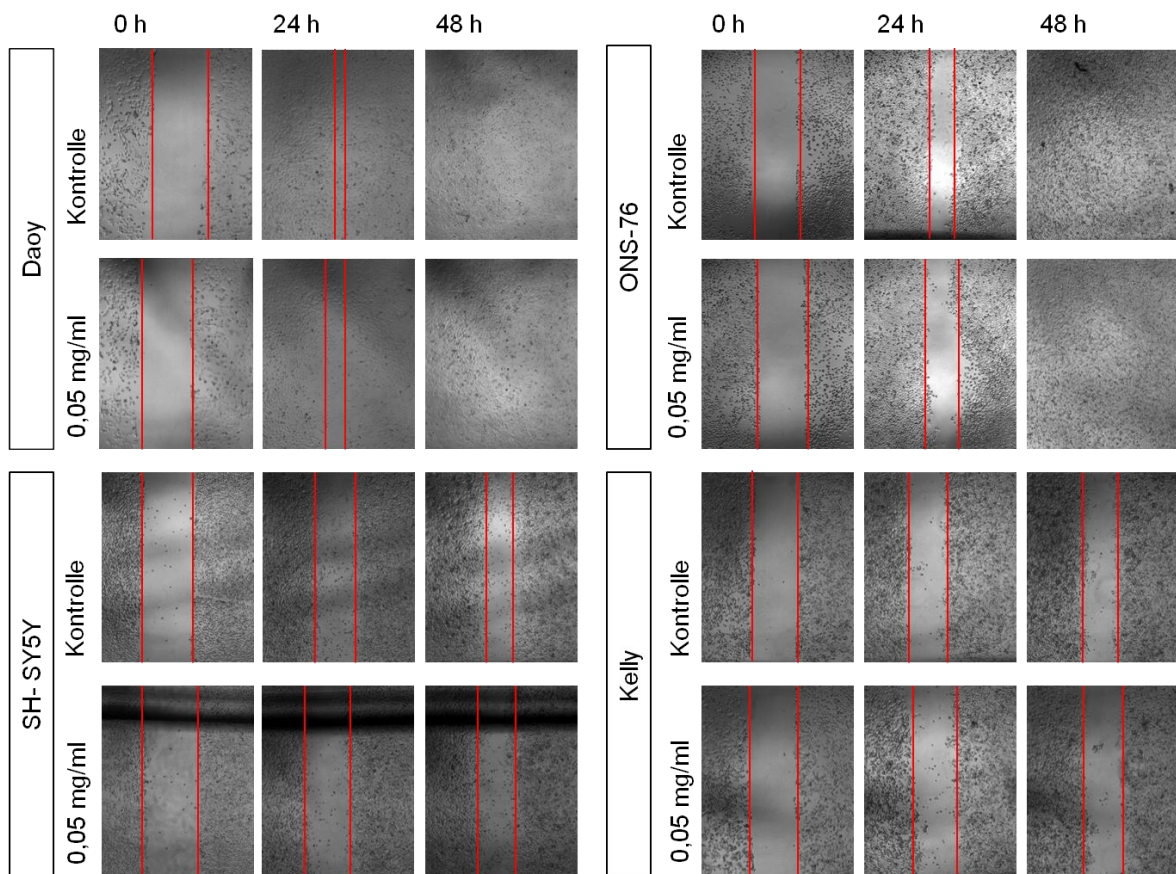 0 h 24 h 48 h
0 h 24 h 48 h
Daoy
Kontrolle
0,05 mg/ml
ONS-76
Kontrolle
0,05 mg/ml
SH- SY5Y
Kontrolle
0,05 mg/ml
Kelly
Kontrolle
0,05 mg/ml